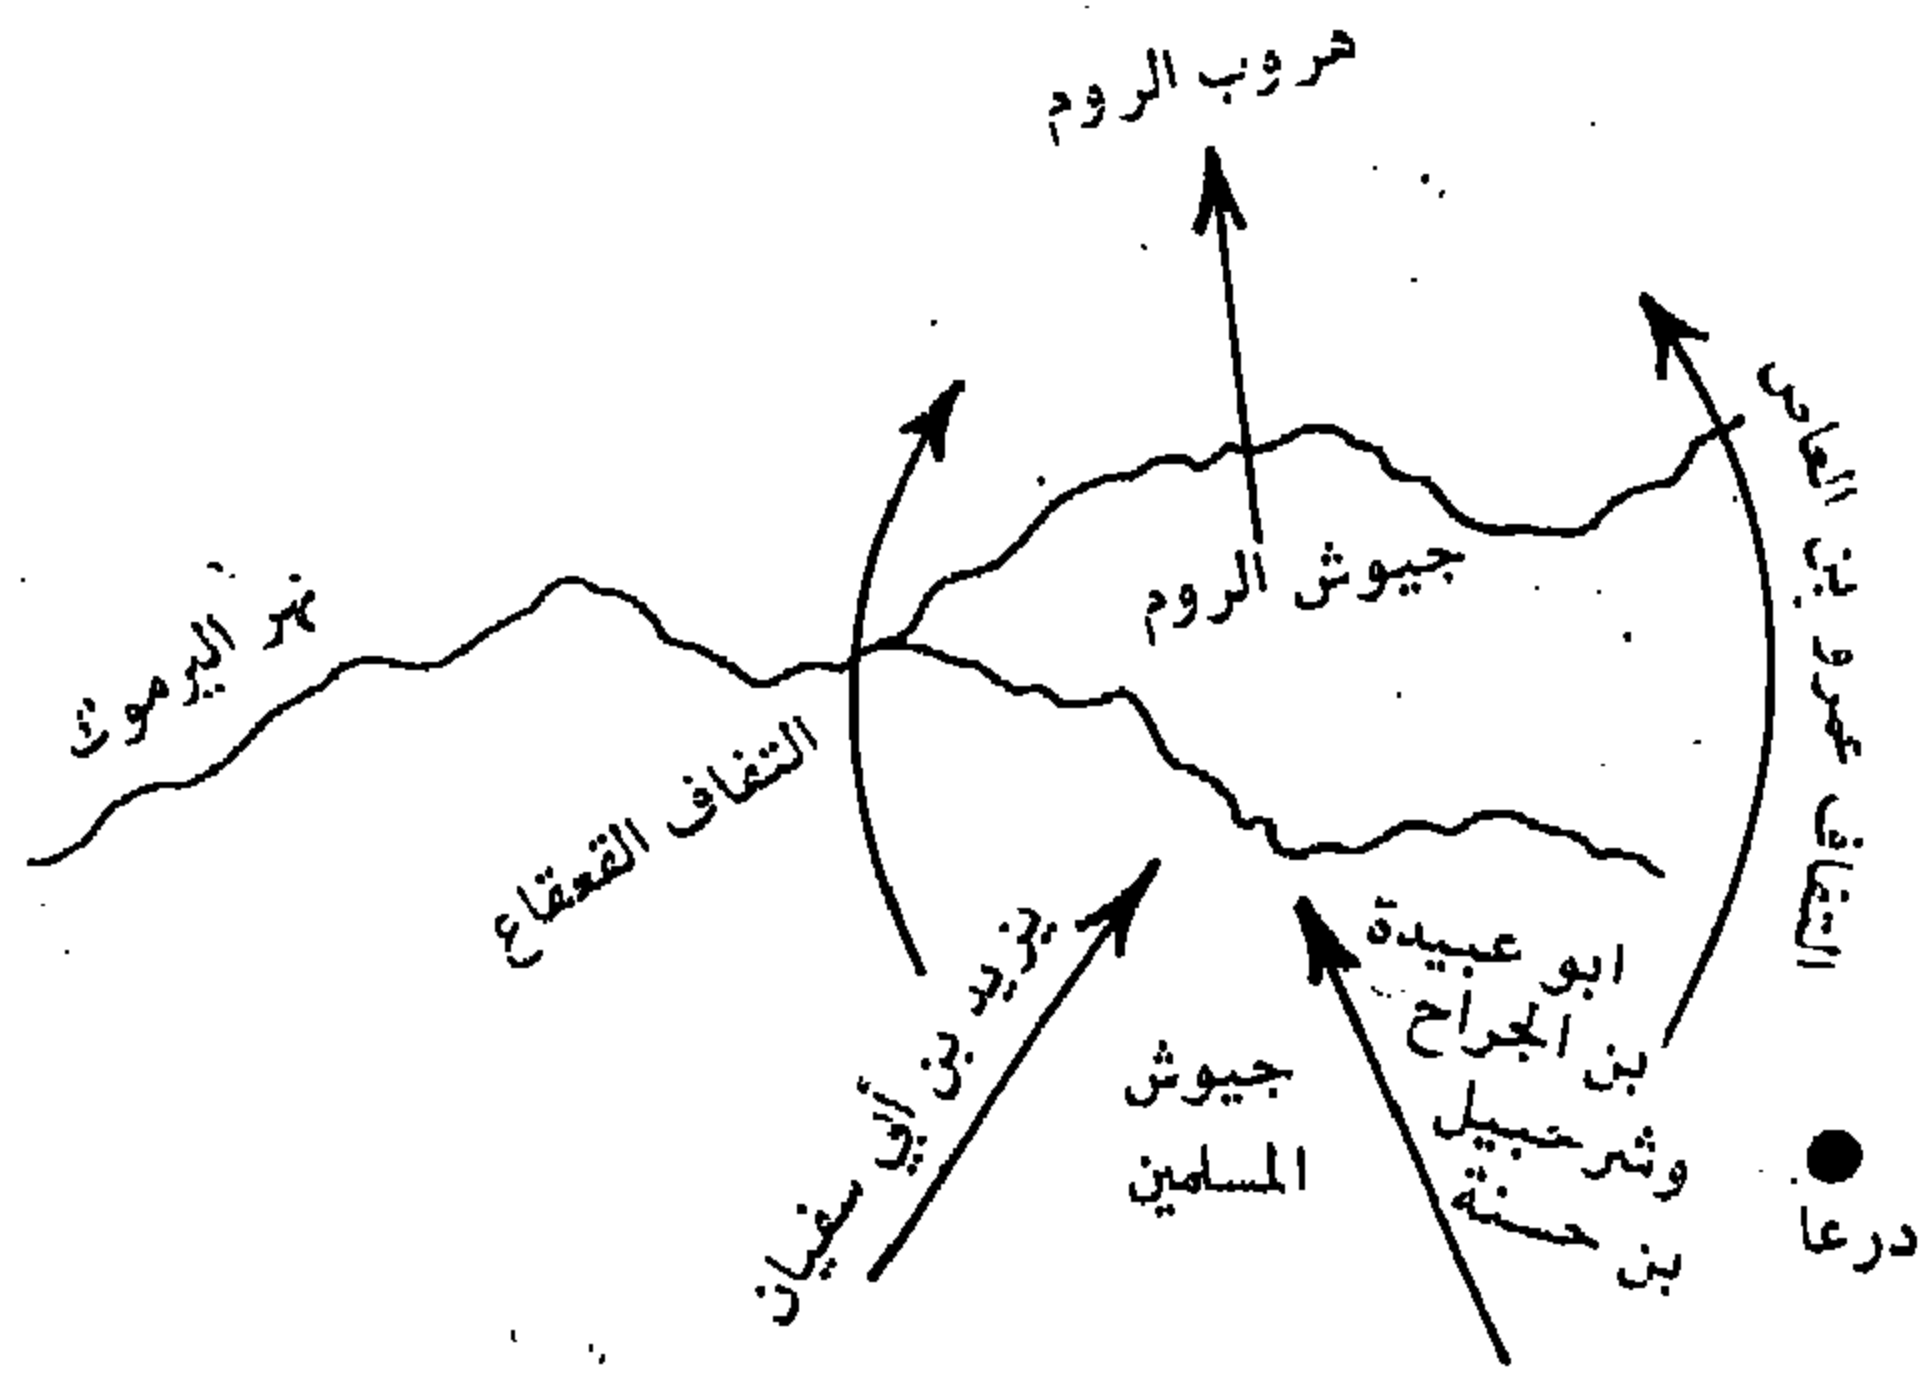 هروب الروم
جيوش الروم
التفاف عمرو بن العاص
نهر اليرموك
التفاف القعقاع
يزيد بن أبي سفيان
جيوش
المسلمين
ابو عبيدة
بن الجراح
وشرحبيل
بن حسنة
درعا